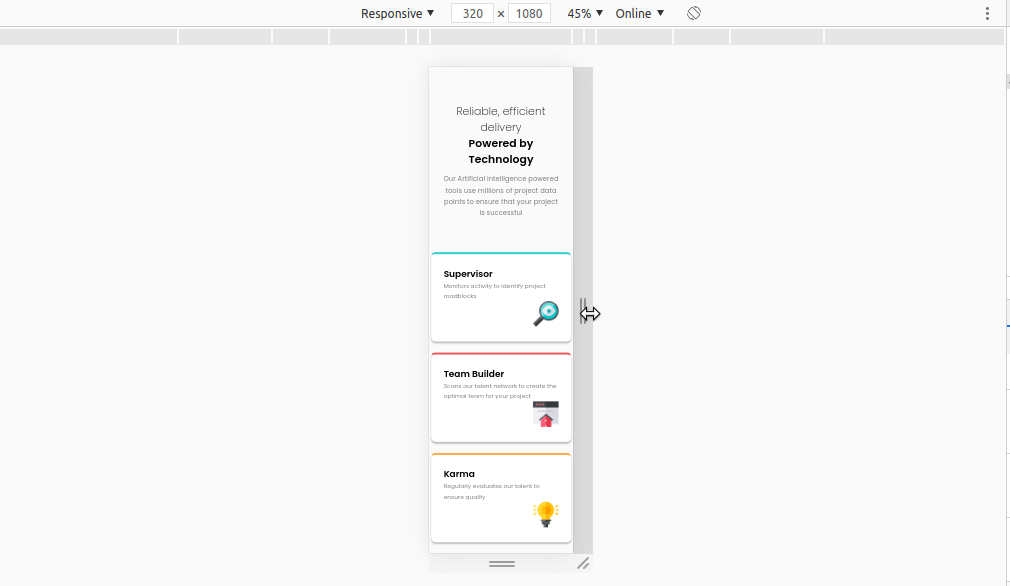 Responsive ▼ 320 × 1080 45% ▼ Online ▼
Reliable, efficient
delivery
Powered by
Technology
Our Artificial Intelligence powered
tools use millions of project data
points to ensure that your project
is successful
Supervisor
Monitors activity to identify project
roadblocks
Team Builder
Scans our talent network to create the
optimal team for your project
Karma
Regularly evaluates our talent to
ensure quality